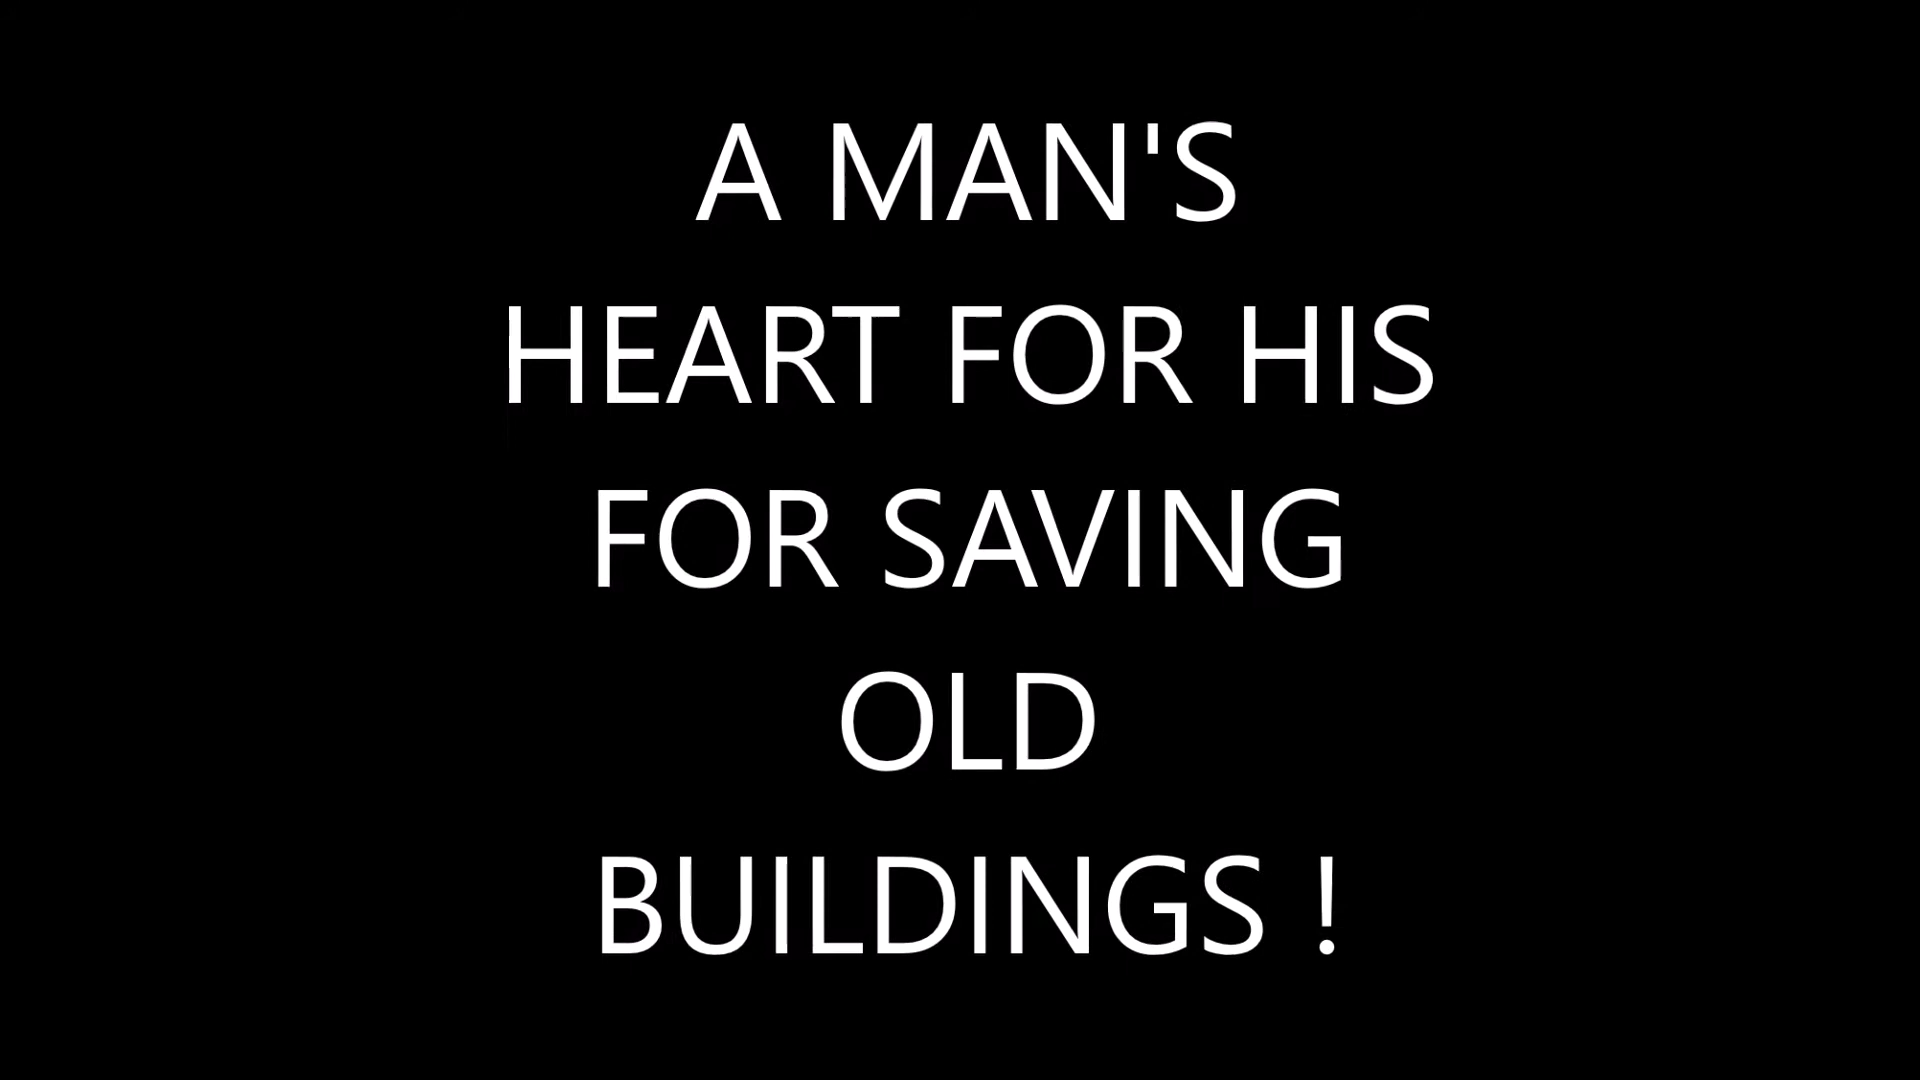 A MAN'S
HEART FOR HIS
FOR SAVING
OLD
BUILDINGS !